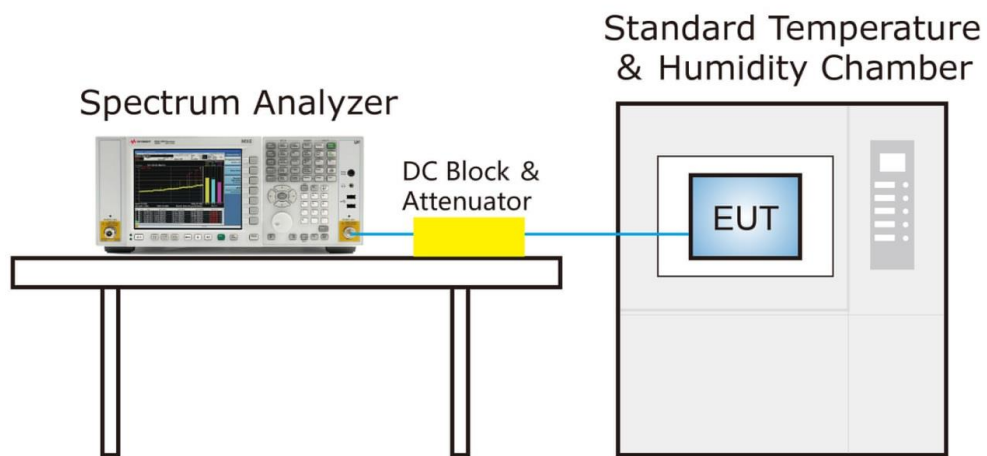 Standard Temperature
& Humidity Chamber
Spectrum Analyzer
DC Block &
Attenuator
EUT